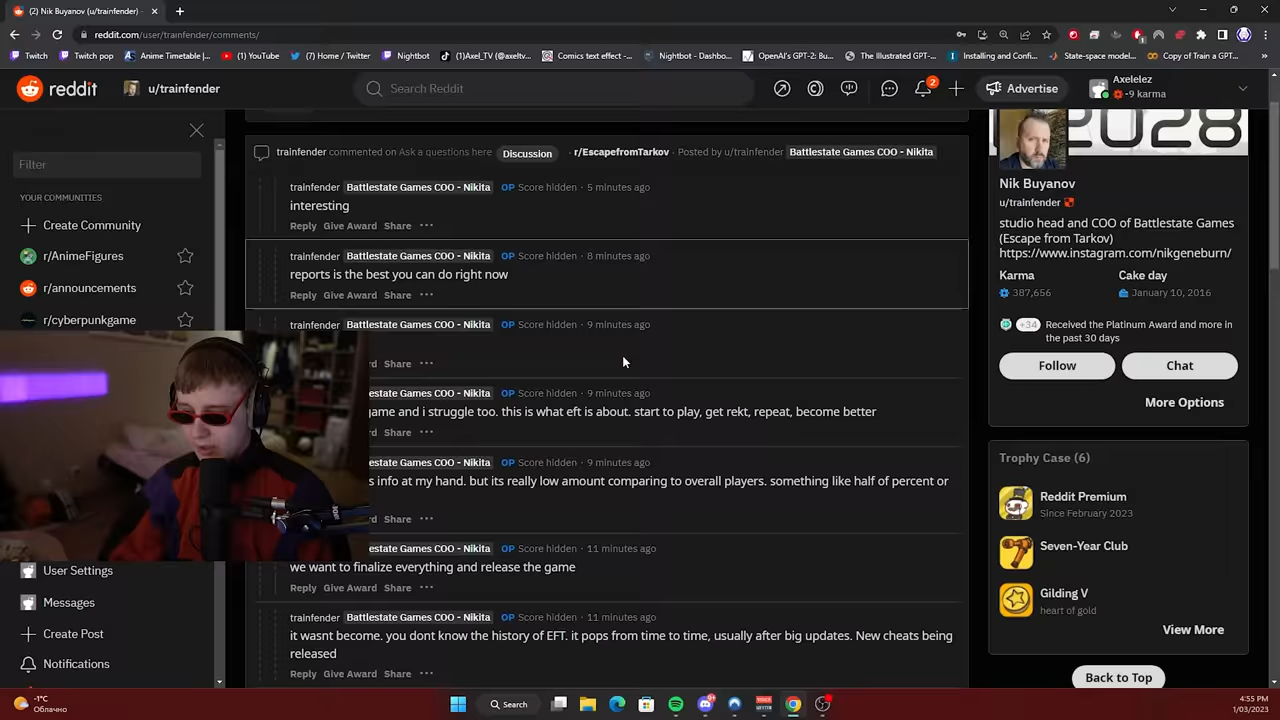 (2) Nik Buyanov (u/trainfender) -
reddit.com/user/trainfender/comments/
Twitch
Twitch pop
Anime Timetable |...
(1) YouTube
(7) Home / Twitter
Nightbot
(1)Axel_TV (@axeltv...
Comics text effect -...
Nightbot - Dashbo...
OpenAI's GPT-2: Bu...
The Illustrated GPT-...
Installing and Confi...
State-space model...
Copy of Train a GPT...
reddit
u/trainfender
Search Reddit
2
Advertise
Axelelez
-9 karma
Filter
YOUR COMMUNITIES
Create Community
r/AnimeFigures
r/announcements
r/cyberpunkgame
User Settings
Messages
Create Post
Notifications
trainfender commented on Ask a questions here Discussion · r/EscapefromTarkov · Posted by u/trainfender Battlestate Games COO - Nikita
trainfender Battlestate Games COO - Nikita OP Score hidden · 5 minutes ago
interesting
Reply Give Award Share ···
trainfender Battlestate Games COO - Nikita OP Score hidden · 8 minutes ago
reports is the best you can do right now
Reply Give Award Share ···
trainfender Battlestate Games COO - Nikita OP Score hidden · 9 minutes ago
Share ···
estate Games COO - Nikita OP Score hidden · 9 minutes ago
game and i struggle too. this is what eft is about. start to play, get rekt, repeat, become better
Share ···
estate Games COO - Nikita OP Score hidden · 9 minutes ago
s info at my hand. but its really low amount comparing to overall players. something like half of percent or
Share ···
estate Games COO - Nikita OP Score hidden · 11 minutes ago
we want to finalize everything and release the game
Reply Give Award Share ···
trainfender Battlestate Games COO - Nikita OP Score hidden · 11 minutes ago
it wasnt become. you dont know the history of EFT. it pops from time to time, usually after big updates. New cheats being
released
Reply Give Award Share ···
2028
Nik Buyanov
u/trainfender
studio head and COO of Battlestate Games
(Escape from Tarkov)
https://www.instagram.com/nikgeneburn/
Karma
Cake day
387,656
January 10, 2016
+34
Received the Platinum Award and more in
the past 30 days
Follow
Chat
More Options
Trophy Case (6)
Reddit Premium
Since February 2023
Seven-Year Club
Gilding V
heart of gold
View More
Back to Top
-1°C
Облачно
Search
4:55 PM
1/03/2023